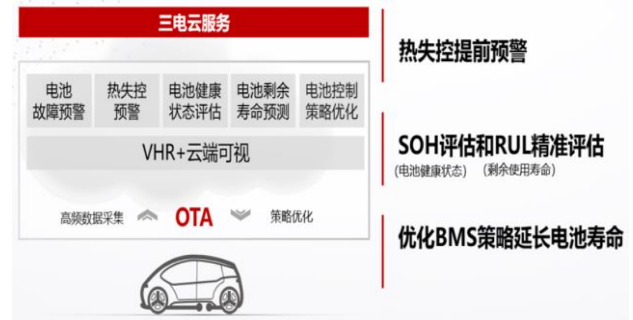 三电云服务
电池
故障预警
热失控
预警
电池健康
状态评估
电池剩余
寿命预测
电池控制
策略优化
VHR+云端可视
高频数据采集
OTA
策略优化
热失控提前预警
SOH评估和RUL精准评估
(电池健康状态) (剩余使用寿命)
优化BMS策略延长电池寿命